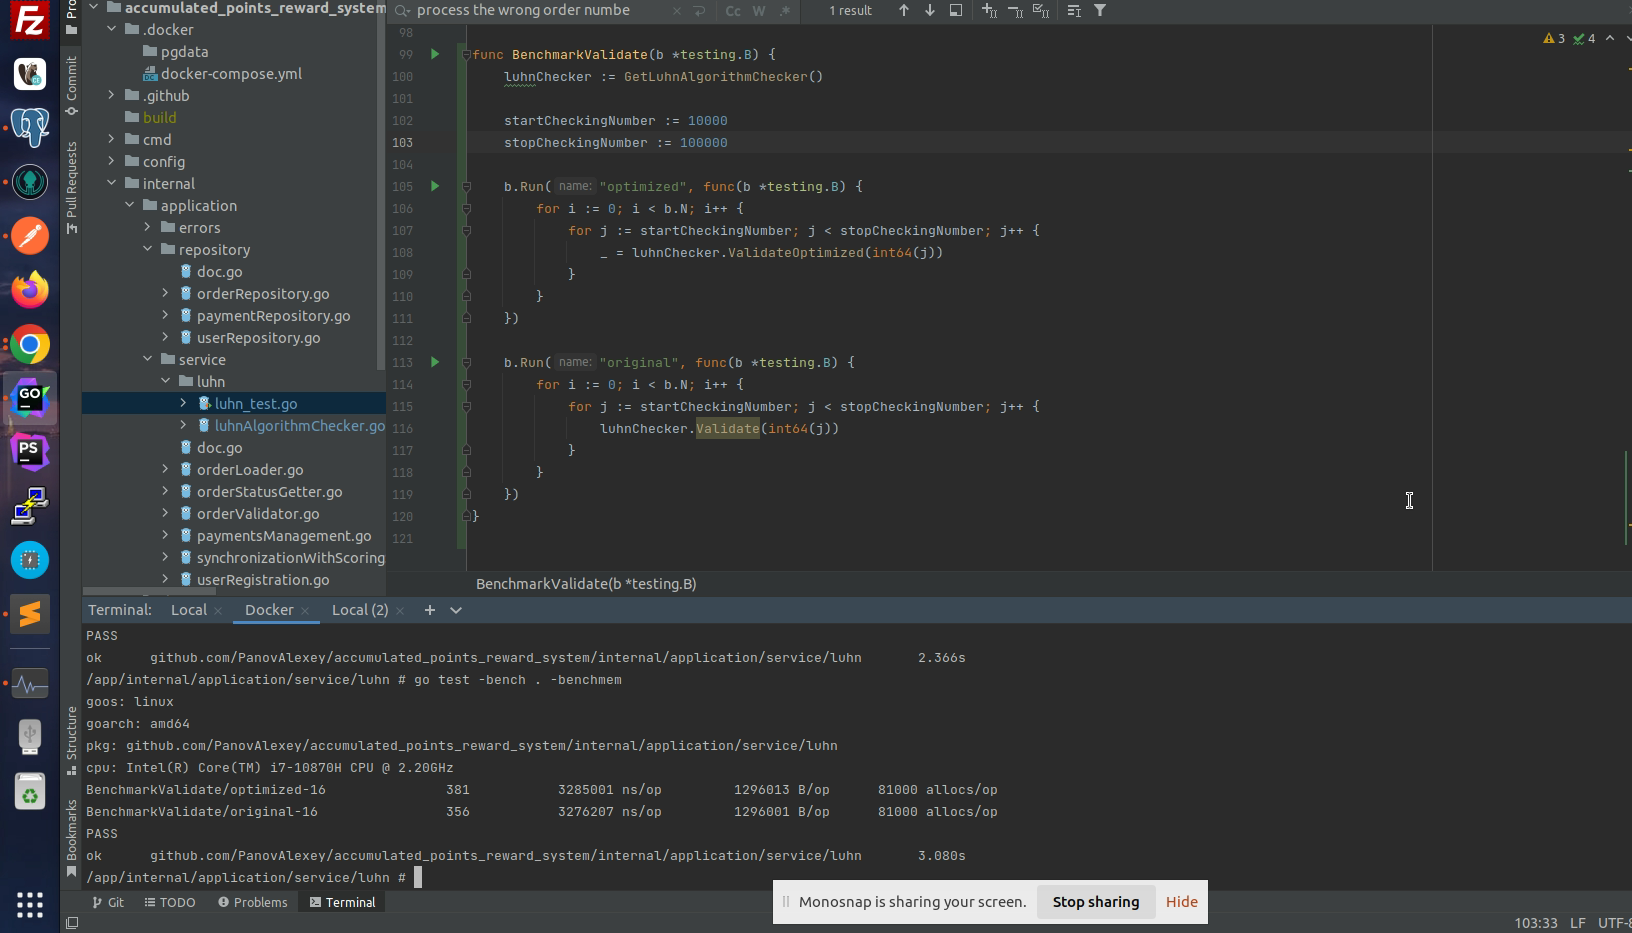 accumulated_points_reward_system
.docker
pgdata
docker-compose.yml
.github
build
cmd
config
internal
application
errors
repository
doc.go
orderRepository.go
paymentRepository.go
userRepository.go
service
luhn
luhn_test.go
luhnAlgorithmChecker.go
doc.go
orderLoader.go
orderStatusGetter.go
orderValidator.go
paymentsManagement.go
synchronizationWithScoring
userRegistration.go
Commit
Pull Requests
Structure
Bookmarks
GO
PS
process the wrong order numbe
Cc W .* 1 result
3 4
98
99 func BenchmarkValidate(b *testing.B) {
100 luhnChecker := GetLuhnAlgorithmChecker()
101
102 startCheckingNumber := 10000
103 stopCheckingNumber := 100000
104
105 b.Run( name: "optimized", func(b *testing.B) {
106 for i := 0; i < b.N; i++ {
107 for j := startCheckingNumber; j < stopCheckingNumber; j++ {
108 _ = luhnChecker.ValidateOptimized(int64(j))
109 }
110 }
111 })
112
113 b.Run( name: "original", func(b *testing.B) {
114 for i := 0; i < b.N; i++ {
115 for j := startCheckingNumber; j < stopCheckingNumber; j++ {
116 luhnChecker.Validate(int64(j))
117 }
118 }
119 })
120 }
121
BenchmarkValidate(b *testing.B)
Terminal: Local Docker Local (2)
PASS
ok github.com/PanovAlexey/accumulated_points_reward_system/internal/application/service/luhn 2.366s
/app/internal/application/service/luhn # go test -bench . -benchmem
goos: linux
goarch: amd64
pkg: github.com/PanovAlexey/accumulated_points_reward_system/internal/application/service/luhn
cpu: Intel(R) Core(TM) i7-10870H CPU @ 2.20GHz
BenchmarkValidate/optimized-16 381 3285001 ns/op 1296013 B/op 81000 allocs/op
BenchmarkValidate/original-16 356 3276207 ns/op 1296001 B/op 81000 allocs/op
PASS
ok github.com/PanovAlexey/accumulated_points_reward_system/internal/application/service/luhn 3.080s
/app/internal/application/service/luhn #
Git TODO Problems Terminal
Monosnap is sharing your screen. Stop sharing Hide
103:33 LF UTF-8